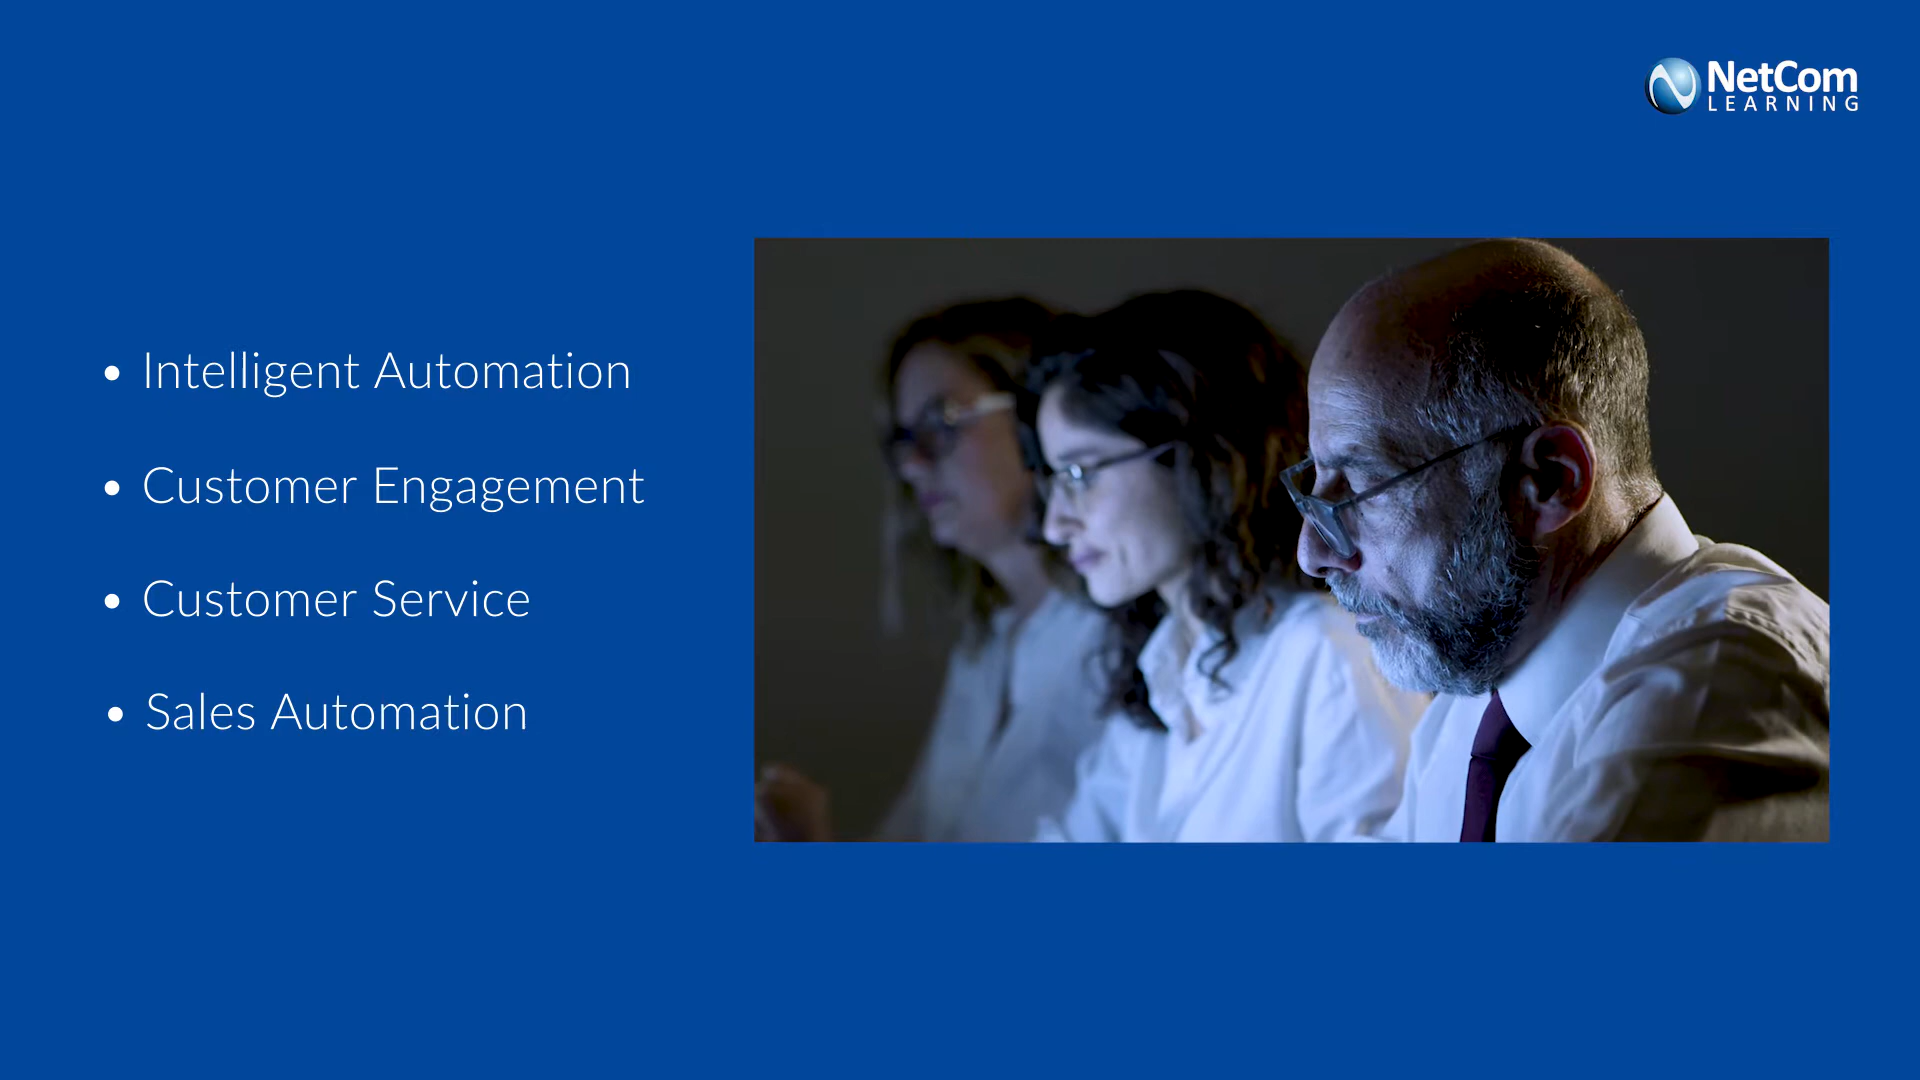 NetCom
LEARNING
• Intelligent Automation
• Customer Engagement
• Customer Service
• Sales Automation